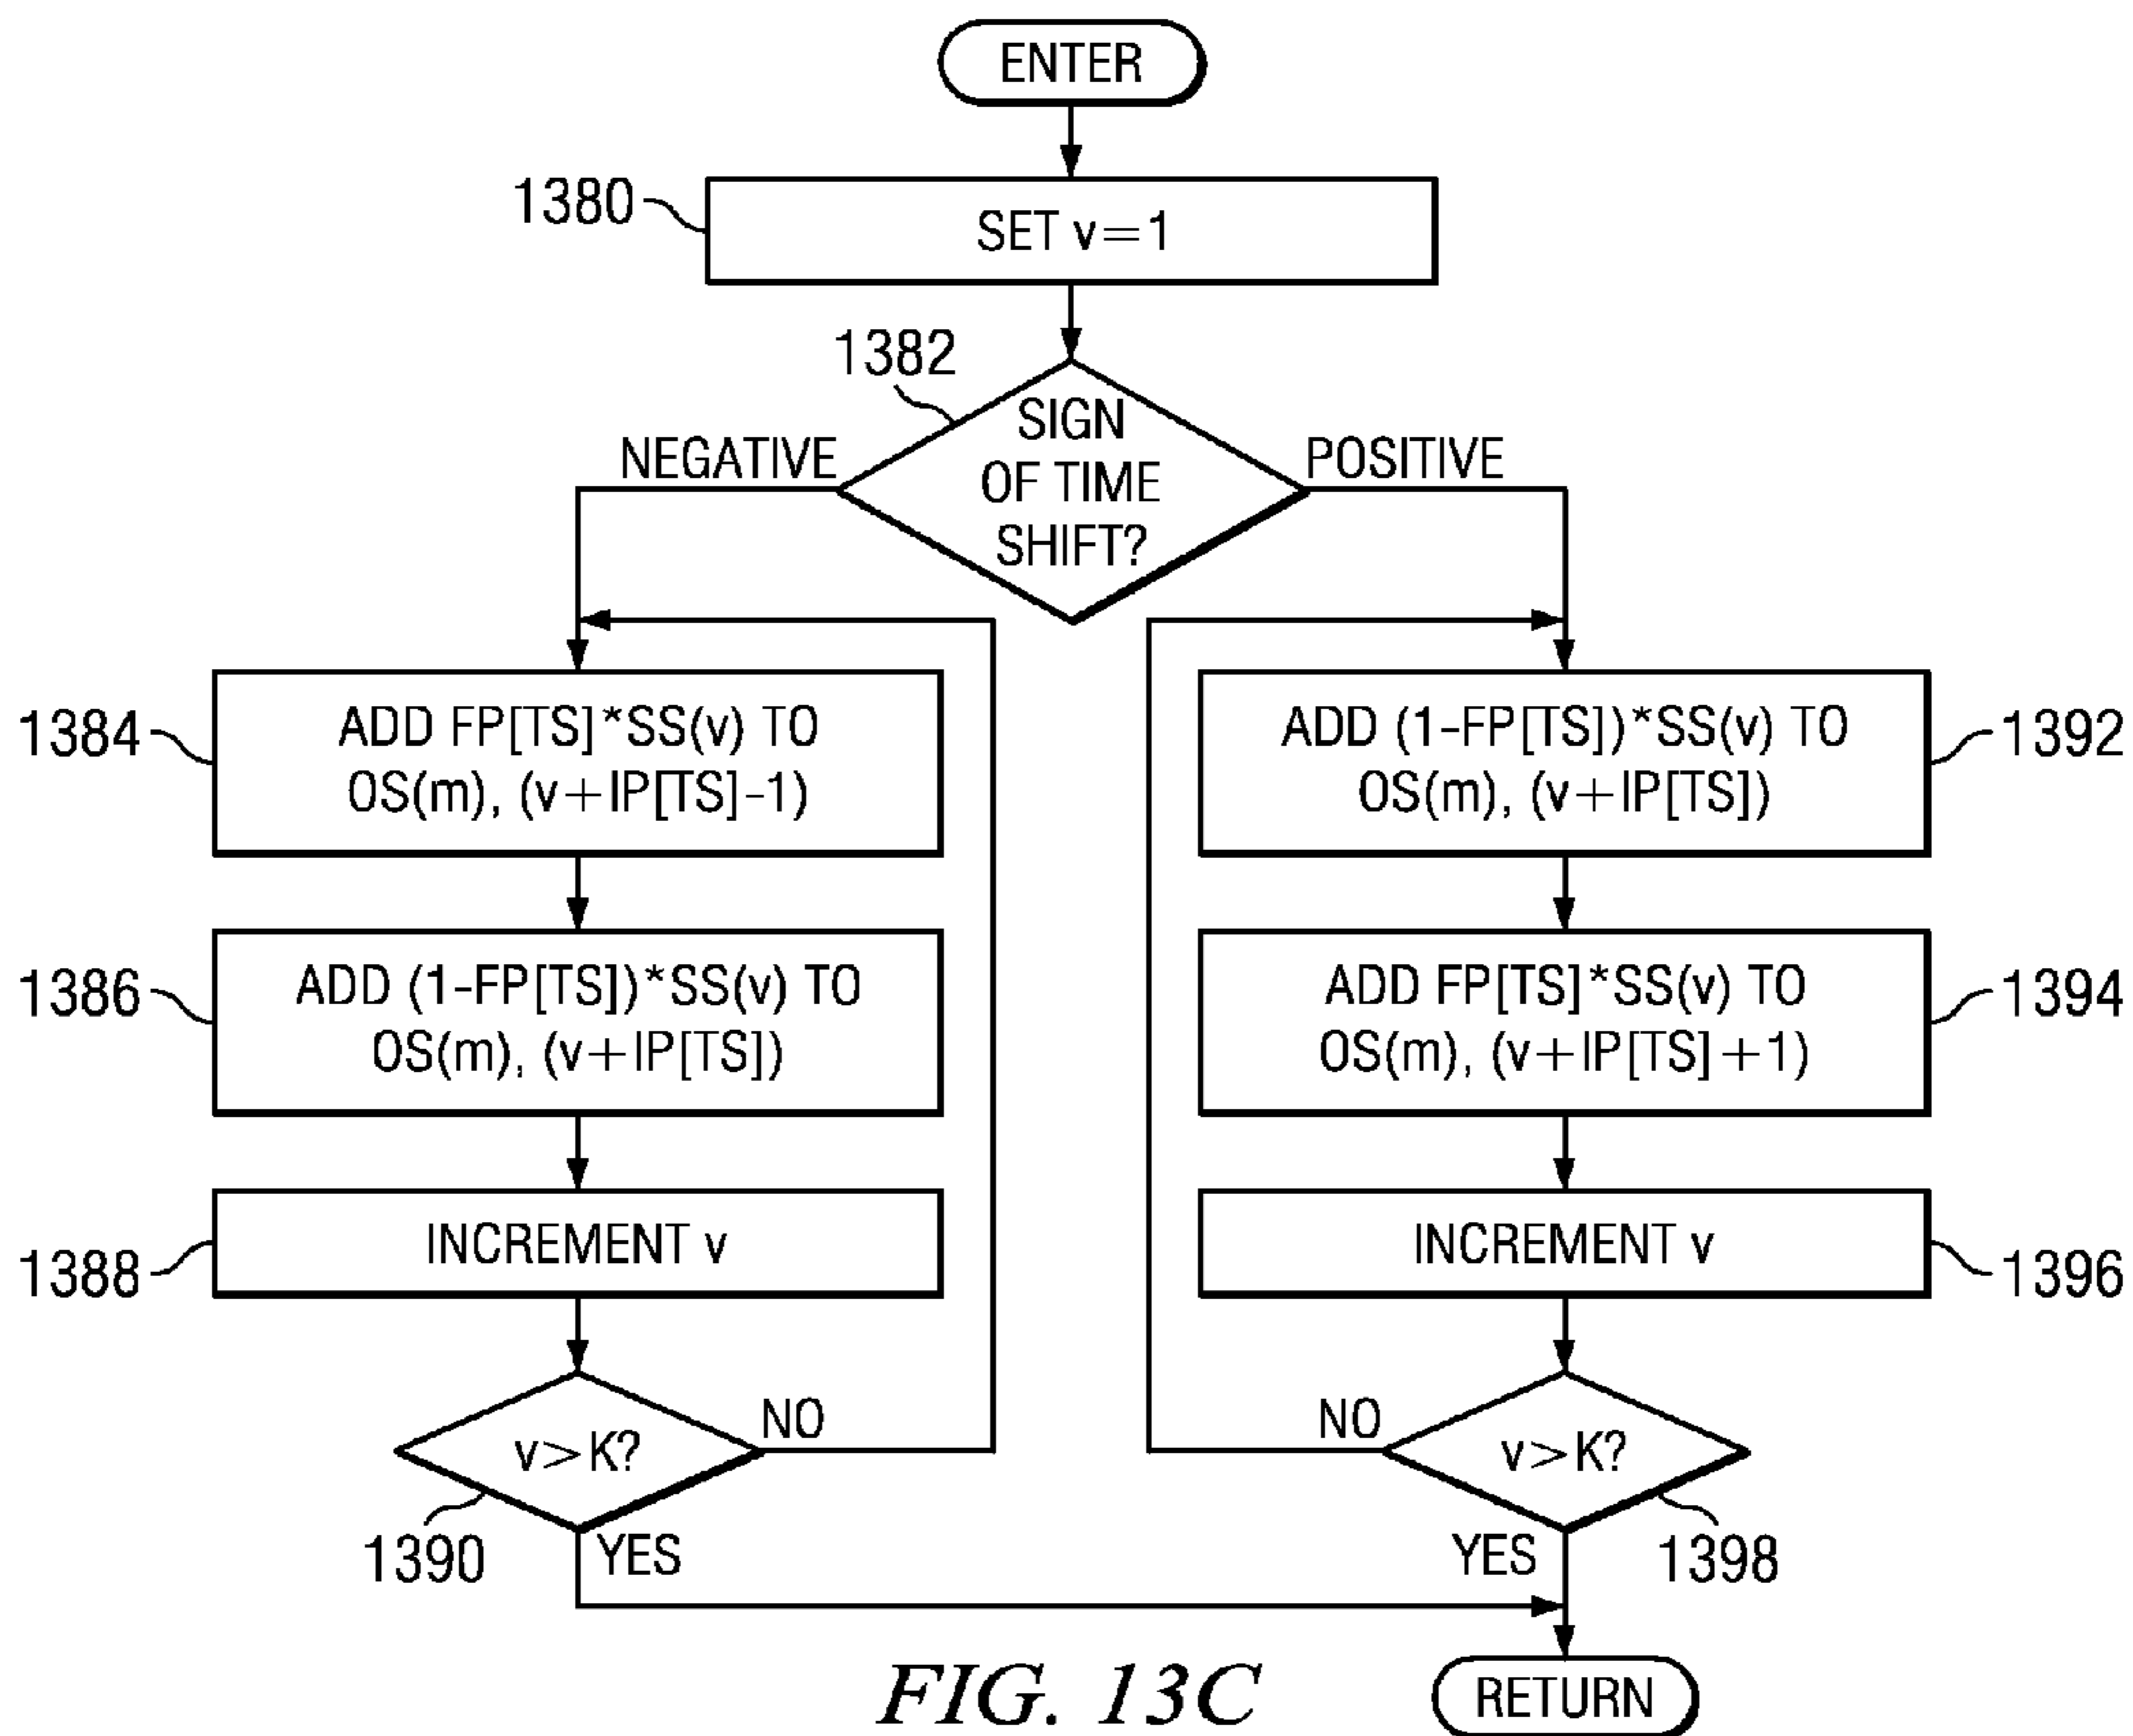 ENTER
1380
SET v=1
1382
SIGN
OF TIME
SHIFT?
NEGATIVE
POSITIVE
1384
ADD FP[TS]*SS(v) TO
OS(m), (v+IP[TS]-1)
1392
ADD (1-FP[TS])*SS(v) TO
OS(m), (v+IP[TS])
1386
ADD (1-FP[TS])*SS(v) TO
OS(m), (v+IP[TS])
1394
ADD FP[TS]*SS(v) TO
OS(m), (v+IP[TS]+1)
1388
INCREMENT v
1396
INCREMENT v
v>K?
NO
1390
YES
NO
v>K?
YES
1398
RETURN
FIG. 13C